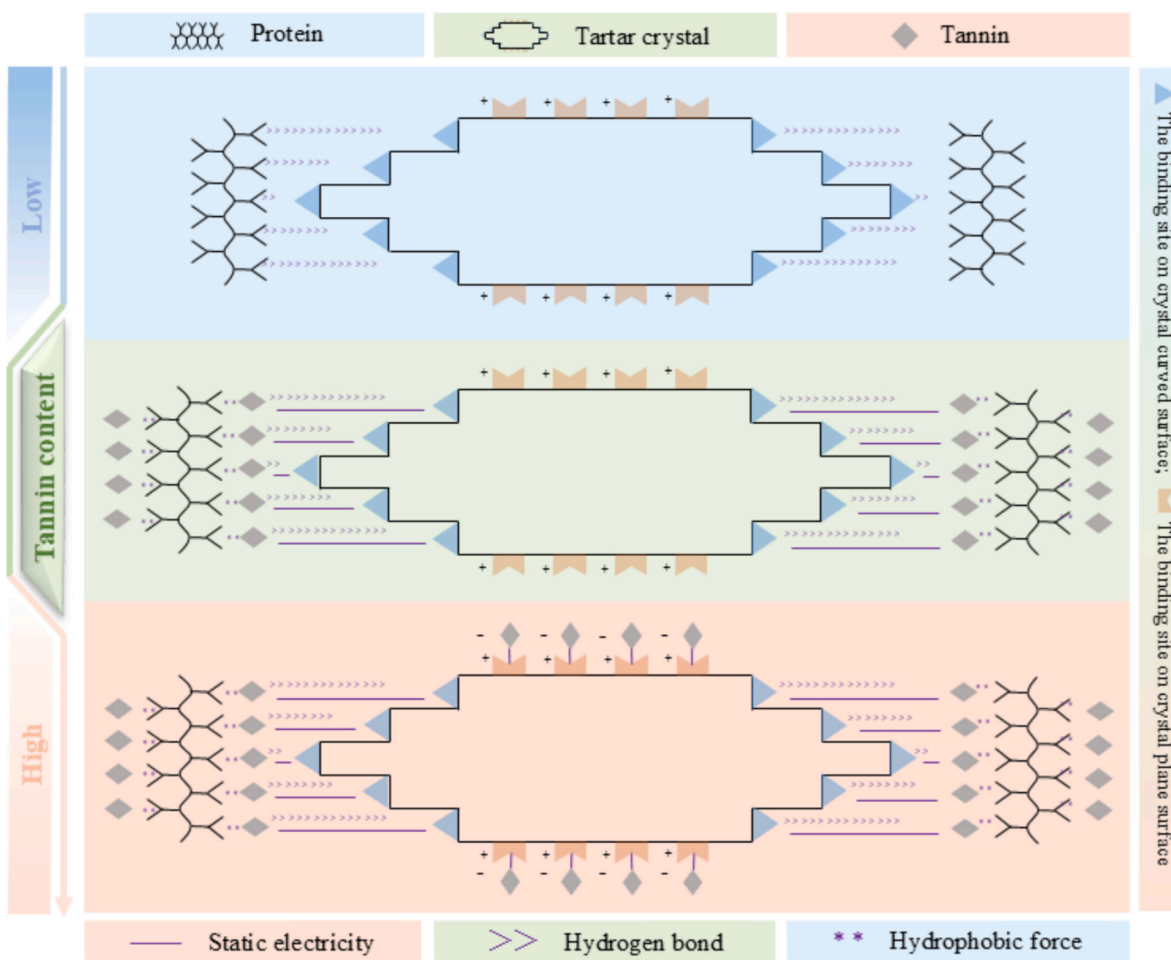 Protein
Tartar crystal
Tannin
Low
Tannin content
High
The binding site on crystal curved surface;
The binding site on crystal plane surface
+ + + +
+ + + +
+ + + +
+ + + +
- - - -
+ + + +
+ + + +
- - - -
Static electricity
Hydrogen bond
Hydrophobic force